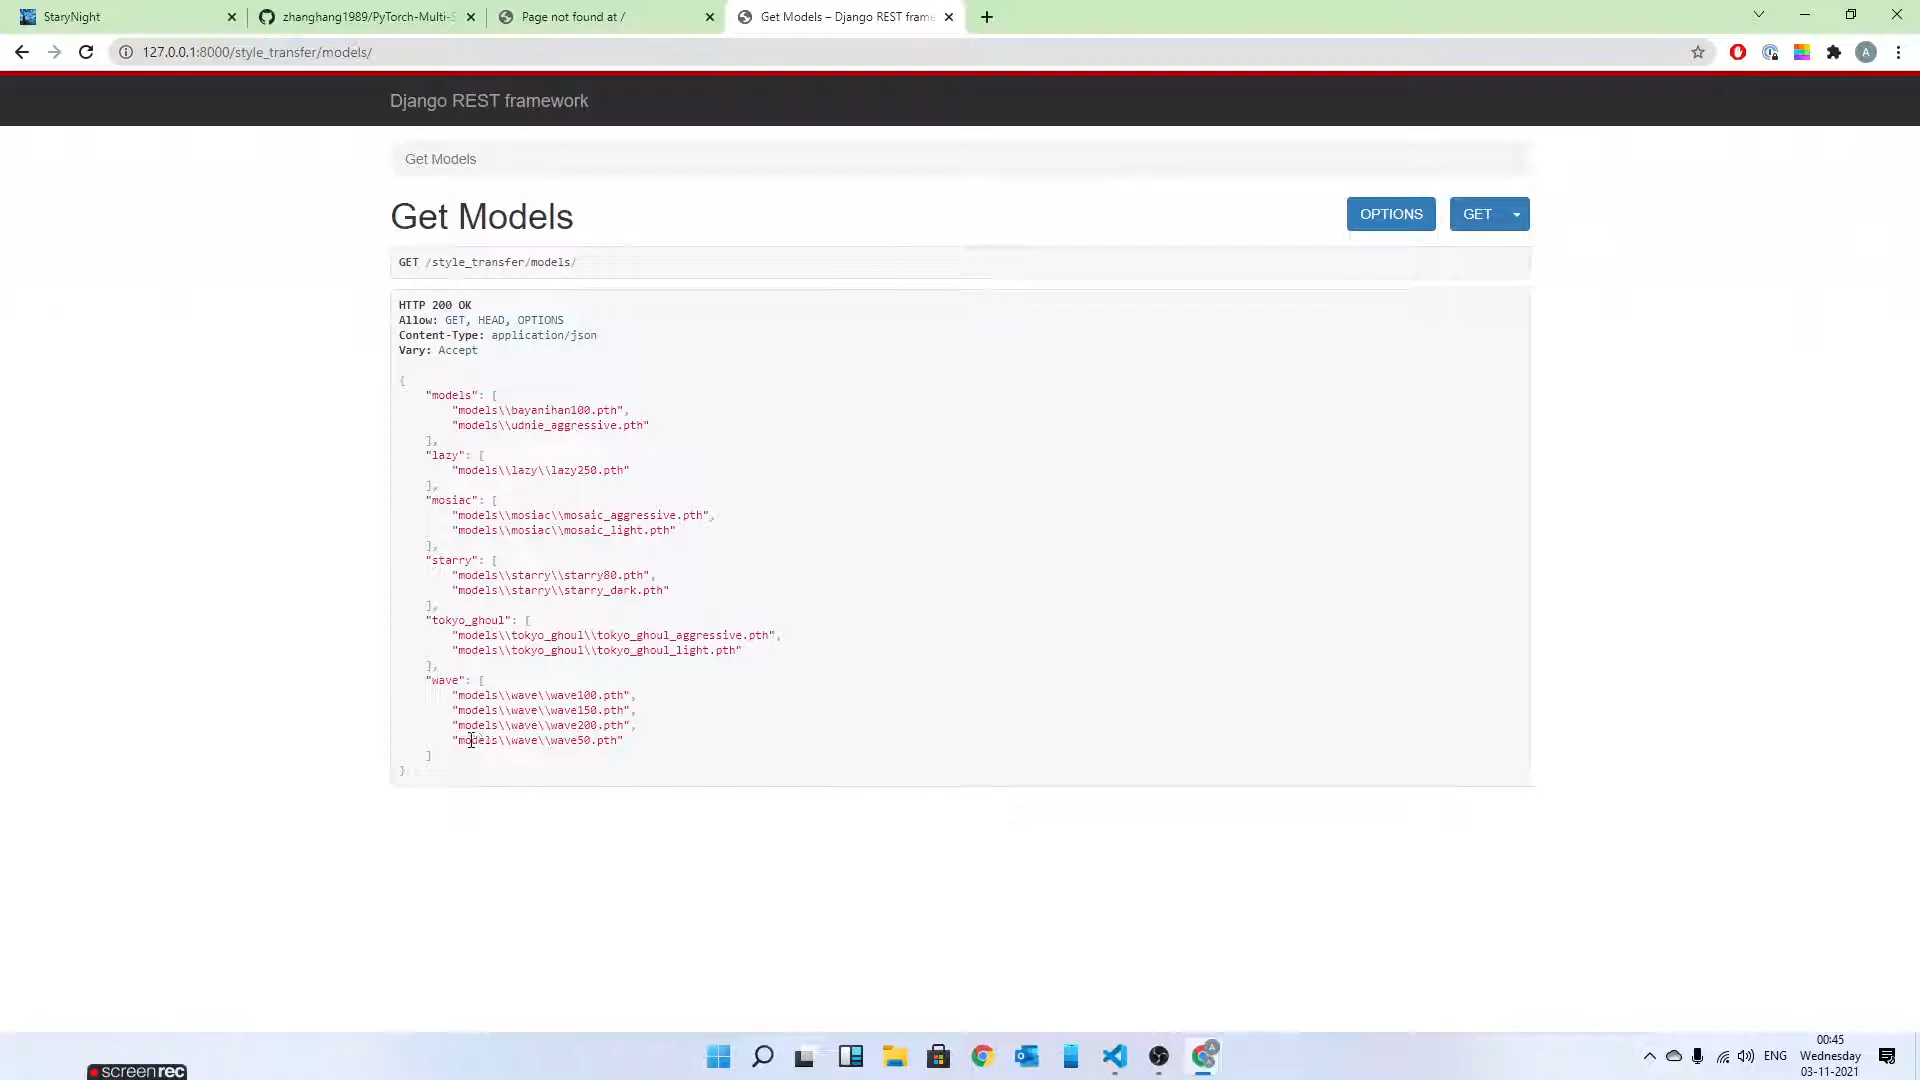 StaryNight
zhanghang1989/PyTorch-Multi-S
Page not found at /
Get Models – Django REST frame
127.0.0.1:8000/style_transfer/models/
A
Django REST framework
Get Models
Get Models
OPTIONS
GET
GET /style_transfer/models/
HTTP 200 OK
Allow: GET, HEAD, OPTIONS
Content-Type: application/json
Vary: Accept
{
"models": [
"models\\bayanihan100.pth",
"models\\udnie_aggressive.pth"
],
"lazy": [
"models\\lazy\\lazy250.pth"
],
"mosiac": [
"models\\mosiac\\mosaic_aggressive.pth",
"models\\mosiac\\mosaic_light.pth"
],
"starry": [
"models\\starry\\starry80.pth",
"models\\starry\\starry_dark.pth"
],
"tokyo_ghoul": [
"models\\tokyo_ghoul\\tokyo_ghoul_aggressive.pth",
"models\\tokyo_ghoul\\tokyo_ghoul_light.pth"
],
"wave": [
"models\\wave\\wave100.pth",
"models\\wave\\wave150.pth",
"models\\wave\\wave200.pth",
"models\\wave\\wave50.pth"
]
}
screenrec
A
ENG
00:45
Wednesday
03-11-2021